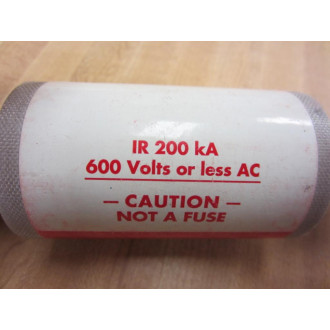 IR 200 kA
600 Volts or less AC
— CAUTION —
NOT A FUSE